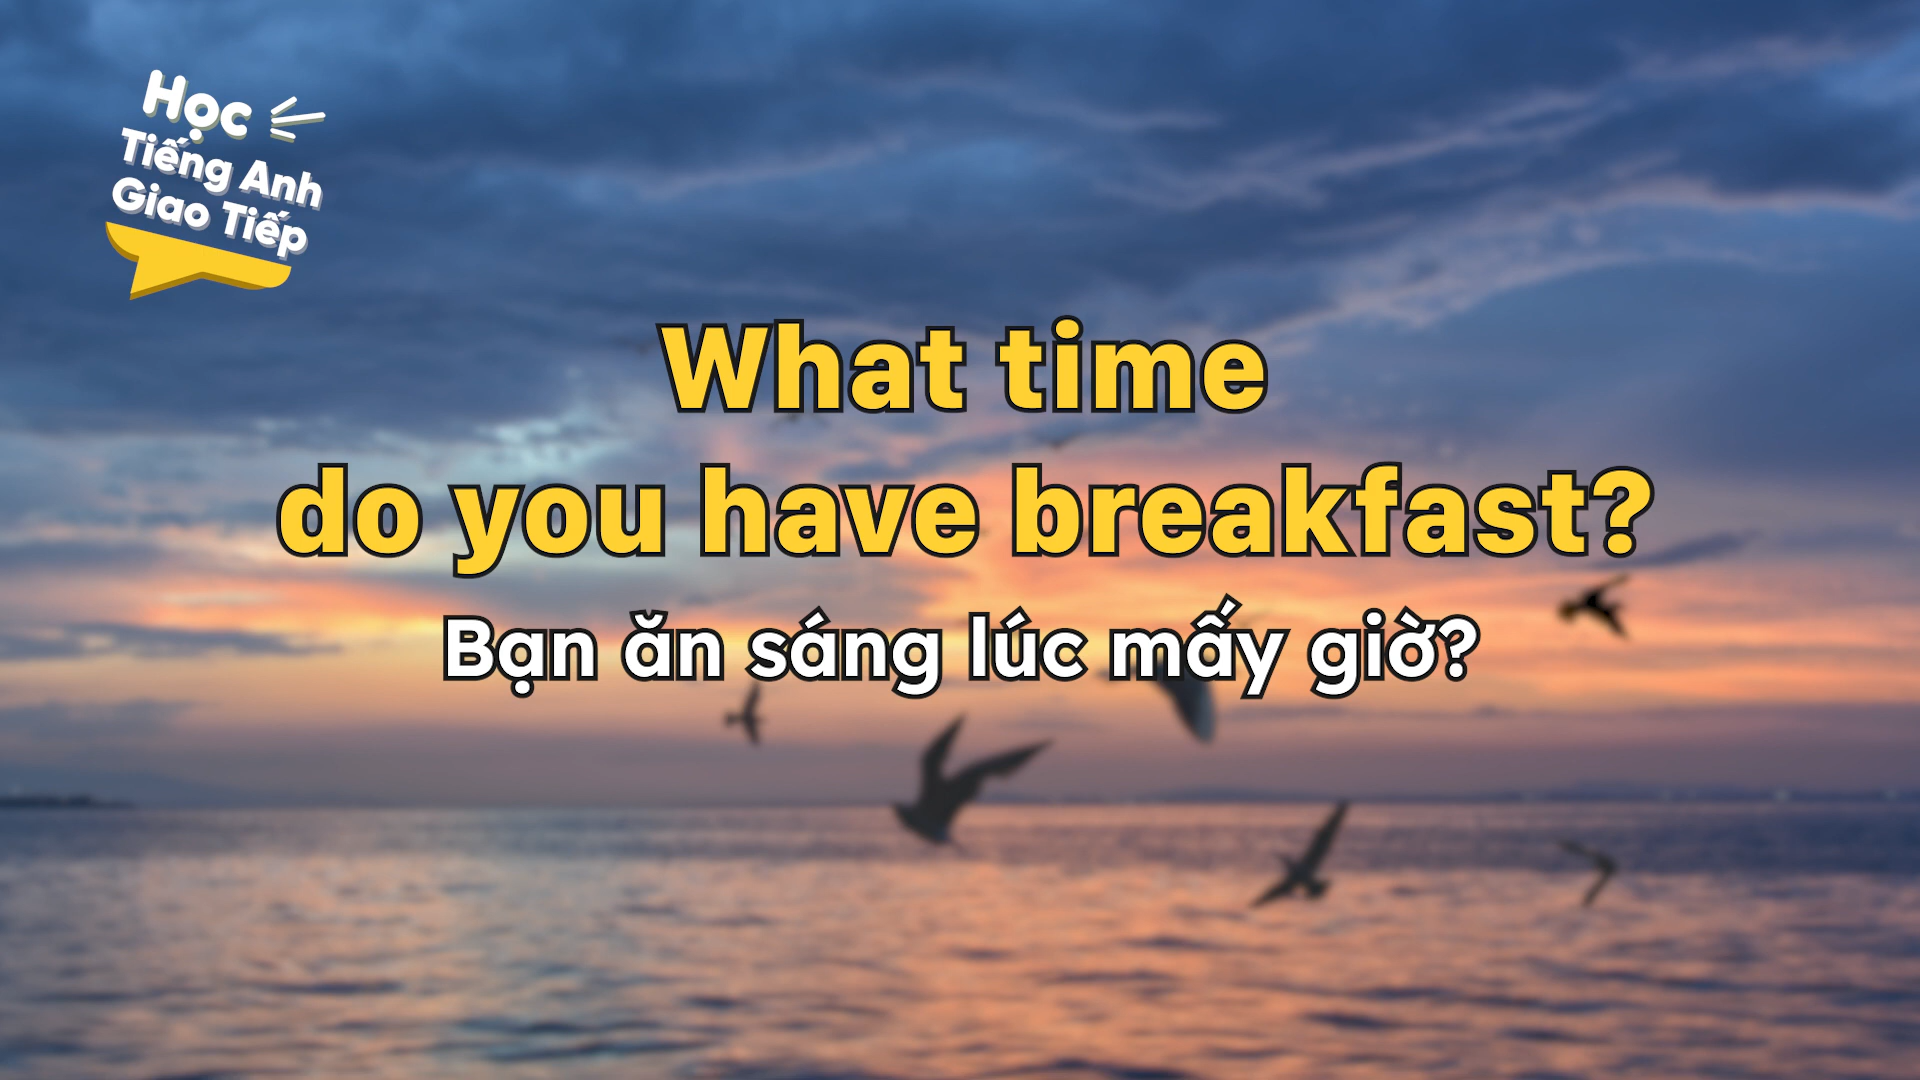 Học
Tiếng Anh
Giao Tiếp
What time
do you have breakfast?
Bạn ăn sáng lúc mấy giờ?